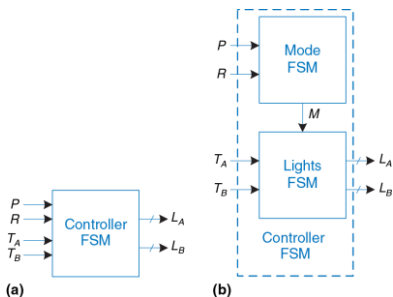 P
R
T_A
T_B
Controller
FSM
L_A
L_B
(a)
P
R
Mode
FSM
M
T_A
T_B
Lights
FSM
L_A
L_B
Controller
FSM
(b)